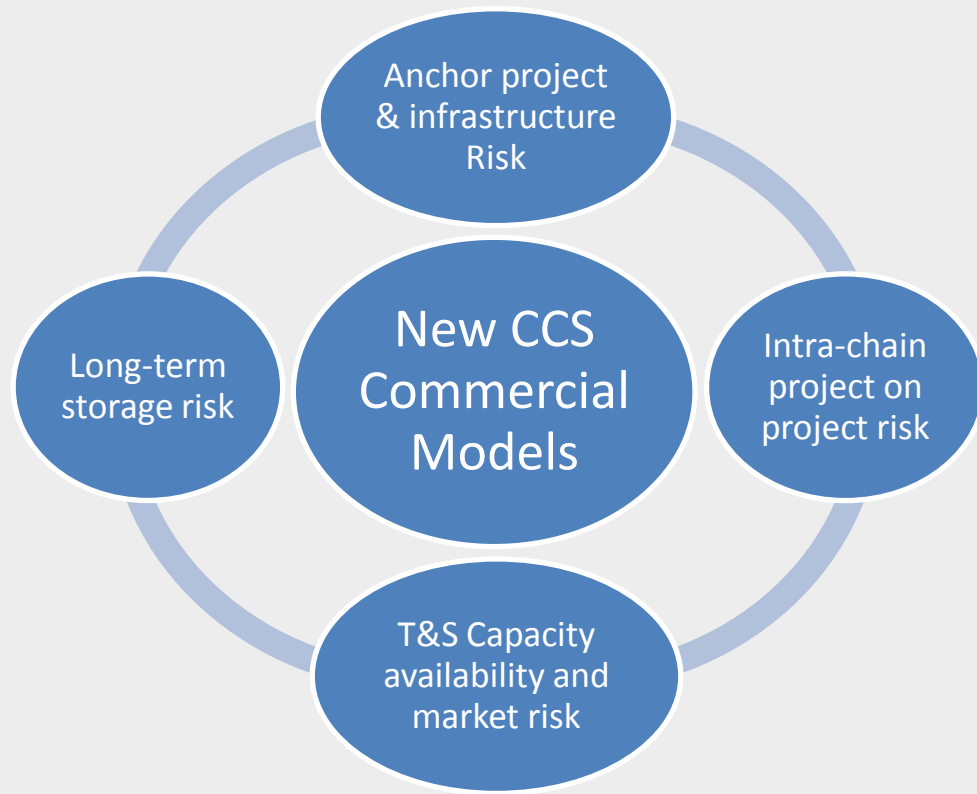 Anchor project
& infrastructure
Risk
New CCS
Commercial
Models
Long-term
storage risk
Intra-chain
project on
project risk
T&S Capacity
availability and
market risk